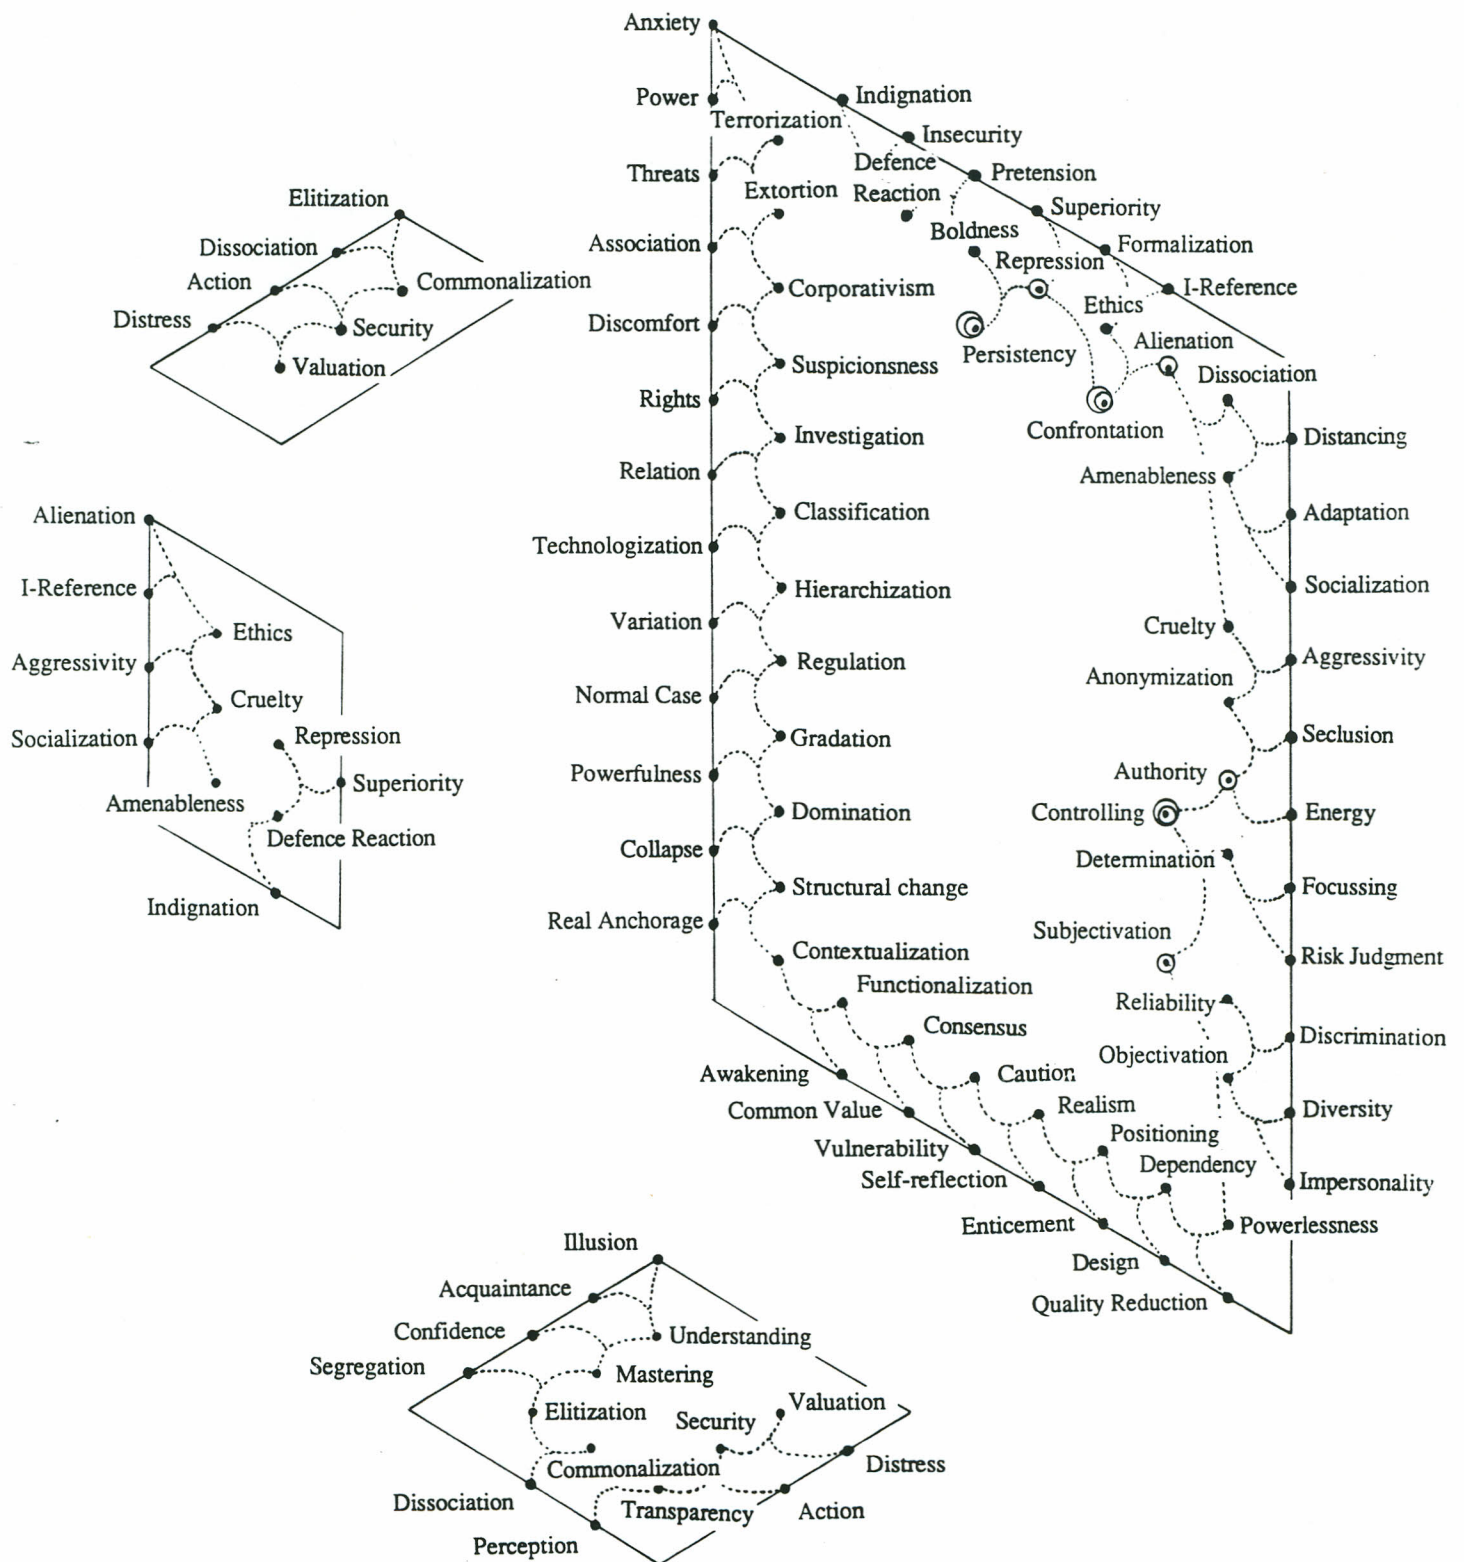 Anxiety
Power
Indignation
Terrorization
Insecurity
Defence
Threats
Pretension
Extortion
Reaction
Superiority
Boldness
Association
Formalization
Repression
Corporativism
I-Reference
Ethics
Discomfort
Alienation
Persistency
Suspicionsness
Dissociation
Rights
Confrontation
Investigation
Distancing
Relation
Amenableness
Classification
Adaptation
Technologization
Hierarchization
Socialization
Variation
Cruelty
Regulation
Aggressivity
Anonymization
Normal Case
Gradation
Seclusion
Powerfulness
Authority
Domination
Controlling
Energy
Collapse
Determination
Structural change
Focussing
Real Anchorage
Subjectivation
Contextualization
Risk Judgment
Functionalization
Reliability
Consensus
Discrimination
Objectivation
Awakening
Caution
Common Value
Realism
Diversity
Vulnerability
Positioning
Self-reflection
Dependency
Impersonality
Enticement
Powerlessness
Design
Quality Reduction
Elitization
Dissociation
Action
Commonalization
Distress
Security
Valuation
Alienation
I-Reference
Ethics
Aggressivity
Cruelty
Socialization
Repression
Superiority
Amenableness
Defence Reaction
Indignation
Illusion
Acquaintance
Confidence
Understanding
Segregation
Mastering
Valuation
Elitization
Security
Commonalization
Distress
Dissociation
Transparency
Action
Perception